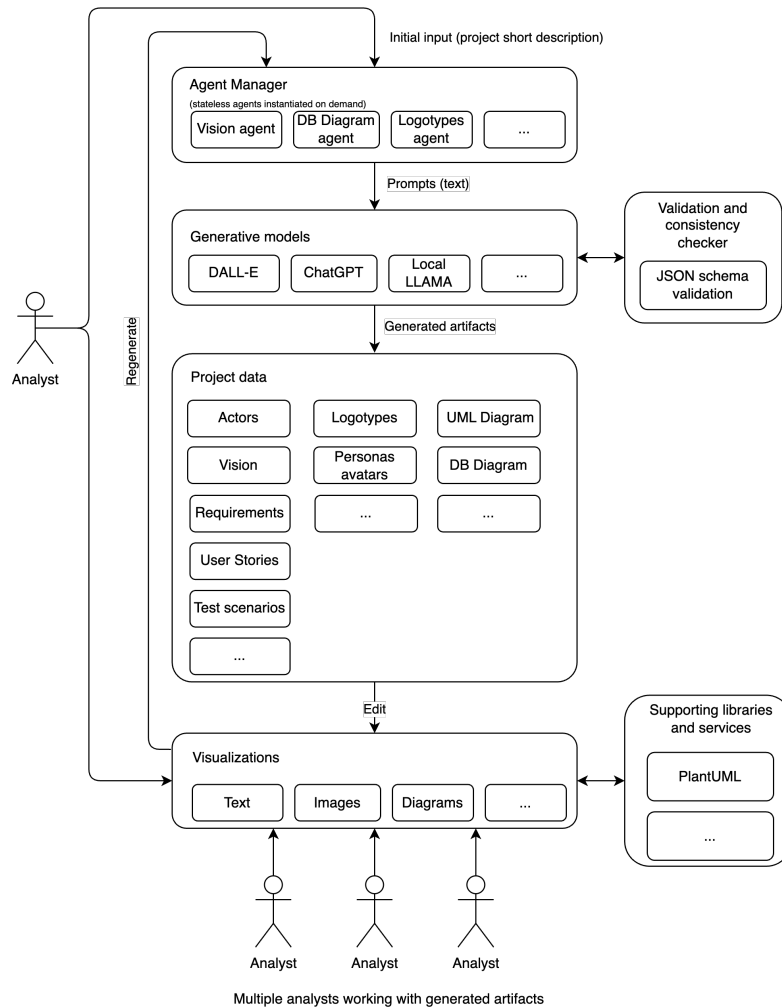 Initial input (project short description)
Agent Manager
(stateless agents instantiated on demand)
Vision agent
DB Diagram
agent
Logotypes
agent
...
Prompts (text)
Generative models
DALL-E
ChatGPT
Local
LLAMA
...
Validation and
consistency
checker
JSON schema
validation
Generated artifacts
Regenerate
Analyst
Project data
Actors
Logotypes
UML Diagram
Vision
Personas
avatars
DB Diagram
Requirements
...
...
User Stories
Test scenarios
...
Edit
Visualizations
Text
Images
Diagrams
...
Supporting libraries
and services
PlantUML
...
Analyst
Analyst
Analyst
Multiple analysts working with generated artifacts